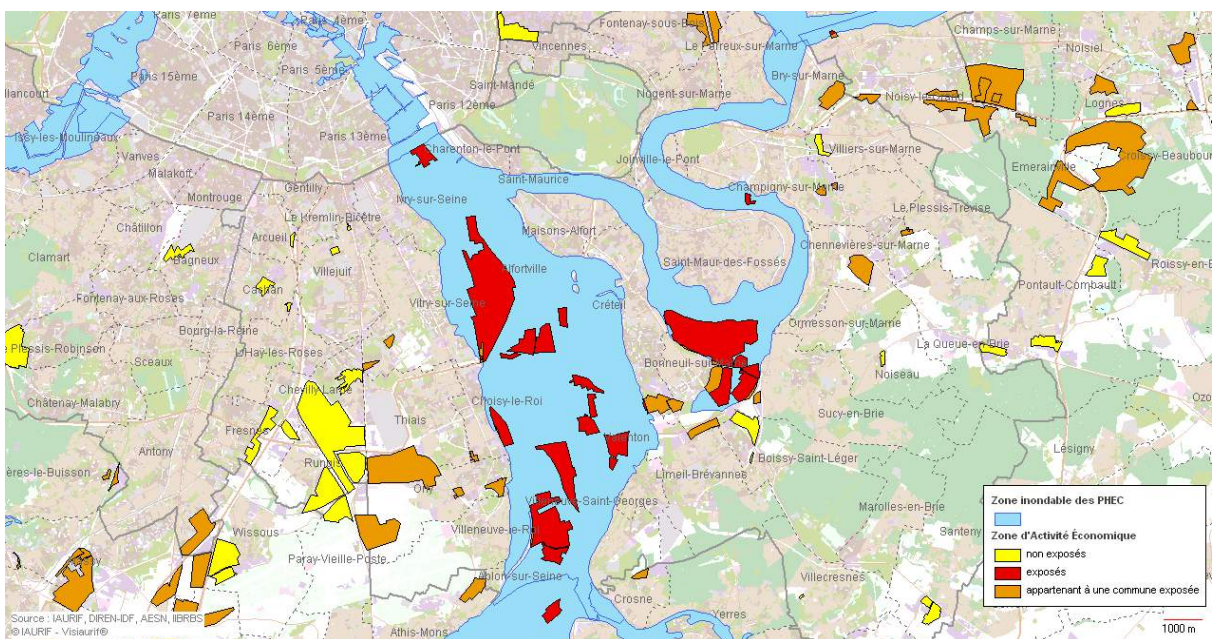 Paris 7ème
Paris 4ème
Fontenay-sous-Bois
Champs-sur-Marne
Paris 6ème
Vincennes
Le Perreux-sur-Marne
Noisiel
Paris 5ème
Paris 15ème
Saint-Mandé
Bry-sur-Marne
Nogent-sur-Marne
Noisy-le-Grand
Lognes
Paris 12ème
Paris 14ème
Issy-les-Moulineaux
Paris 13ème
Charenton-le-Pont
Villiers-sur-Marne
Vanves
Joinville-le-Pont
Croissy-Beaubour
Malakoff
Emerainville
Saint-Maurice
Gentilly
Champigny-sur-Marne
Montrouge
Ivry-sur-Seine
Le Plessis-Trévise
Le Kremlin-Bicêtre
Châtillon
Maisons-Alfort
Arcueil
Chennevières-sur-Marne
Clamart
Bagneux
Villejuif
Alfortville
Saint-Maur-des-Fossés
Roissy-en-B
Cachan
Pontault-Combault
Fontenay-aux-Roses
Vitry-sur-Seine
Créteil
Ormesson-sur-Marne
Bourg-la-Reine
La Queue-en-Brie
e Plessis-Robinson
L'Haÿ-les-Roses
Sceaux
Bonneuil-sur-Marne
Noiseau
Chevilly-Larue
Châtenay-Malabry
Choisy-le-Roi
Ozo
Thiais
Sucy-en-Brie
Fresnes
Valenton
Antony
Lésigny
Boissy-Saint-Léger
Rungis
Limeil-Brévannes
ères-le-Buisson
Orly
Villeneuve-Saint-Georges
Marolles-en-Brie
Villeneuve-le-Roi
Wissous
Santeny
Paray-Vieille-Poste
Ablon-sur-Seine
Villecresnes
Crosne
Yerres
Athis-Mons
Zone inondable des PHEC
Zone d'Activité Économique
non exposés
exposés
appartenant à une commune exposée
Source : IAURIF, DIREN-IDF, AESN, IIBRBS
© IAURIF - Visiaurif®
1000 m